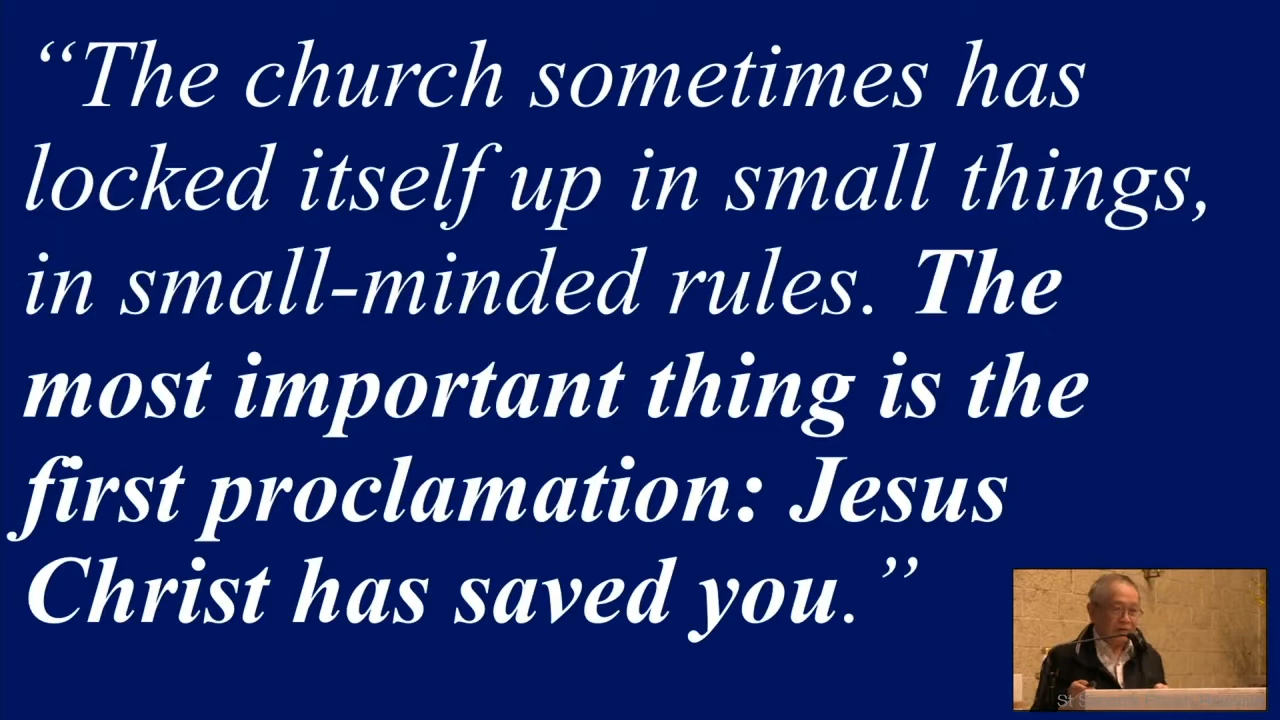 “The church sometimes has
locked itself up in small things,
in small-minded rules. The
most important thing is the
first proclamation: Jesus
Christ has saved you.”
St